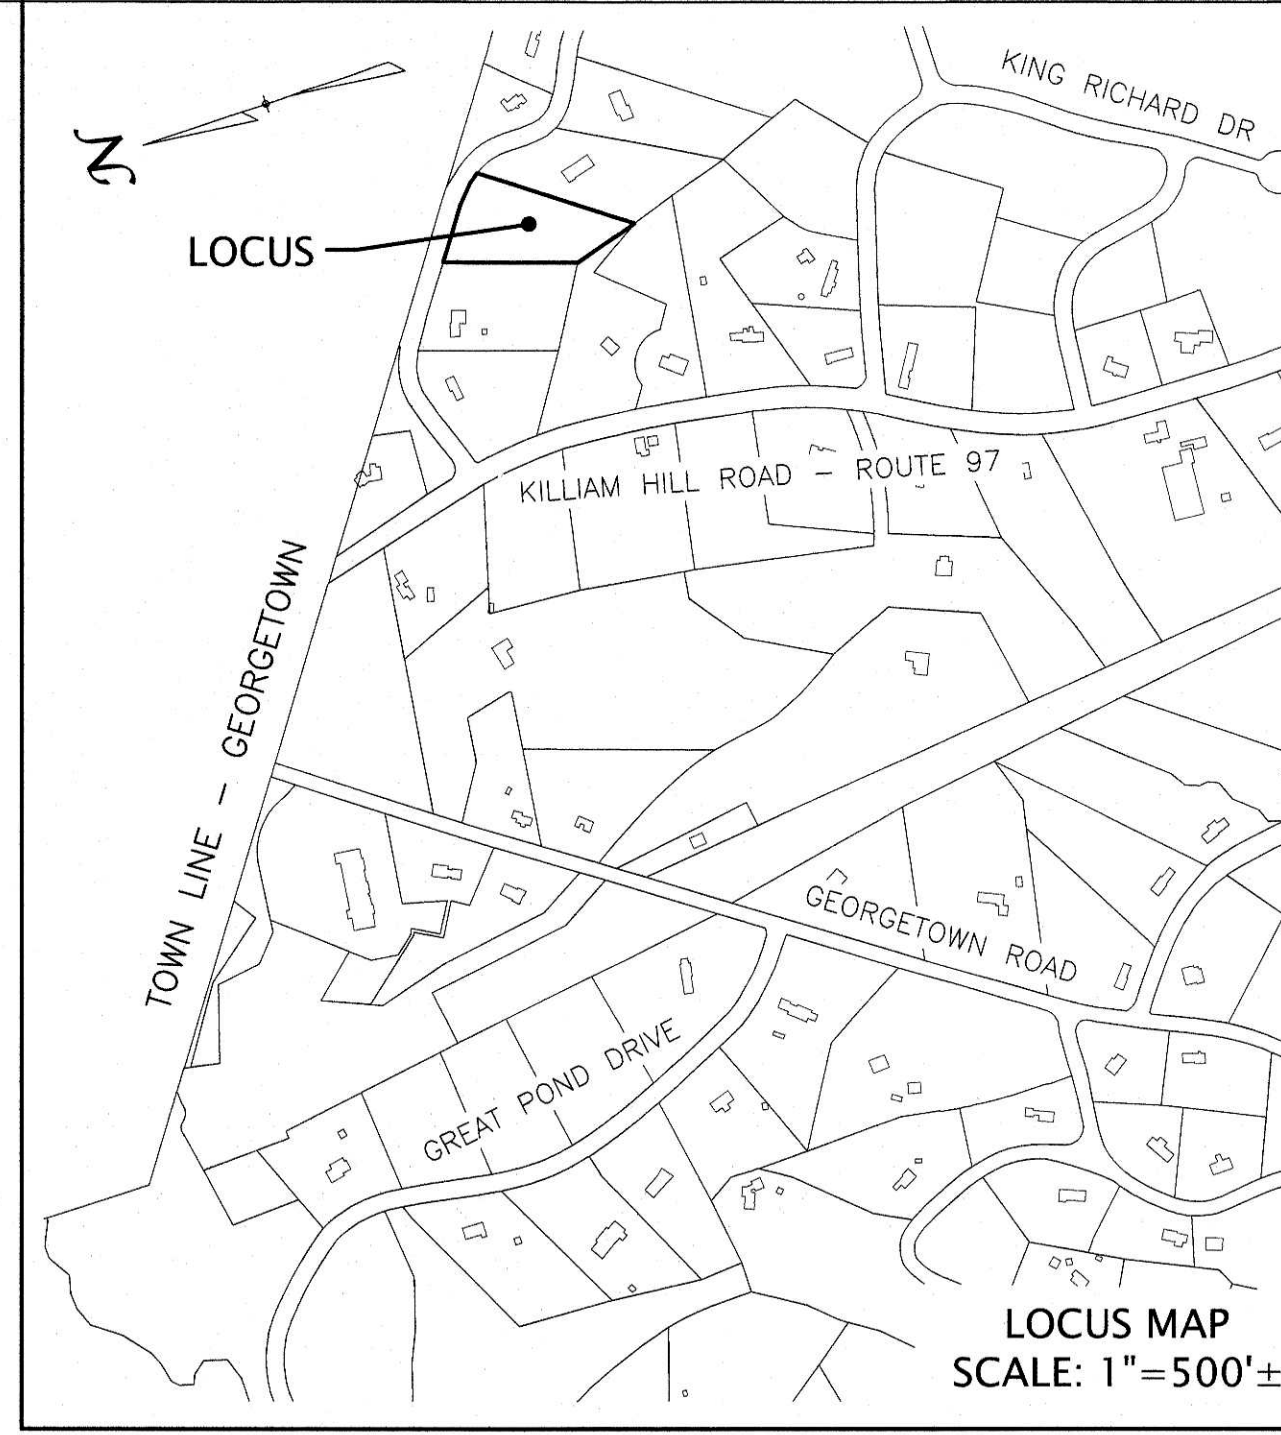 KING RICHARD DR
N
LOCUS
KILLIAM HILL ROAD - ROUTE 97
TOWN LINE - GEORGETOWN
GEORGETOWN ROAD
GREAT POND DRIVE
LOCUS MAP
SCALE: 1"=500'±